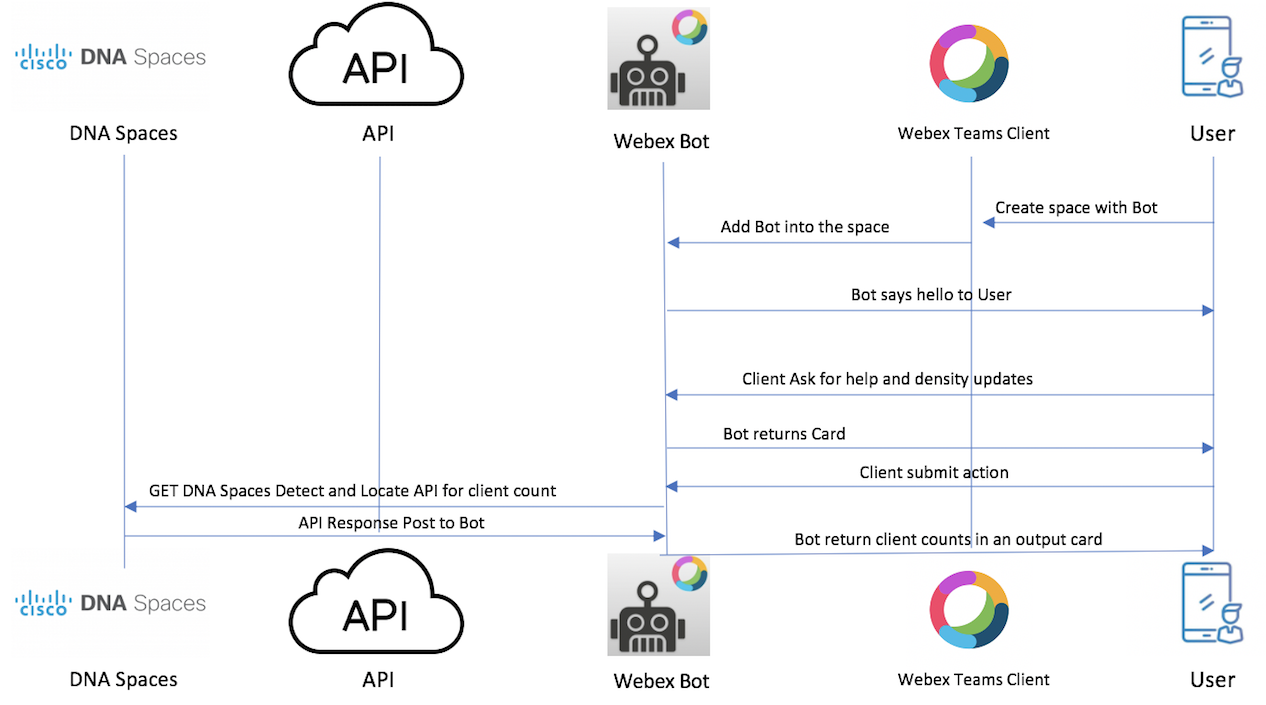 CISCO DNA Spaces
API
DNA Spaces
API
Webex Bot
Webex Teams Client
User
Create space with Bot
Add Bot into the space
Bot says hello to User
Client Ask for help and density updates
Bot returns Card
Client submit action
GET DNA Spaces Detect and Locate API for client count
API Response Post to Bot
Bot return client counts in an output card
CISCO DNA Spaces
API
DNA Spaces
API
Webex Bot
Webex Teams Client
User